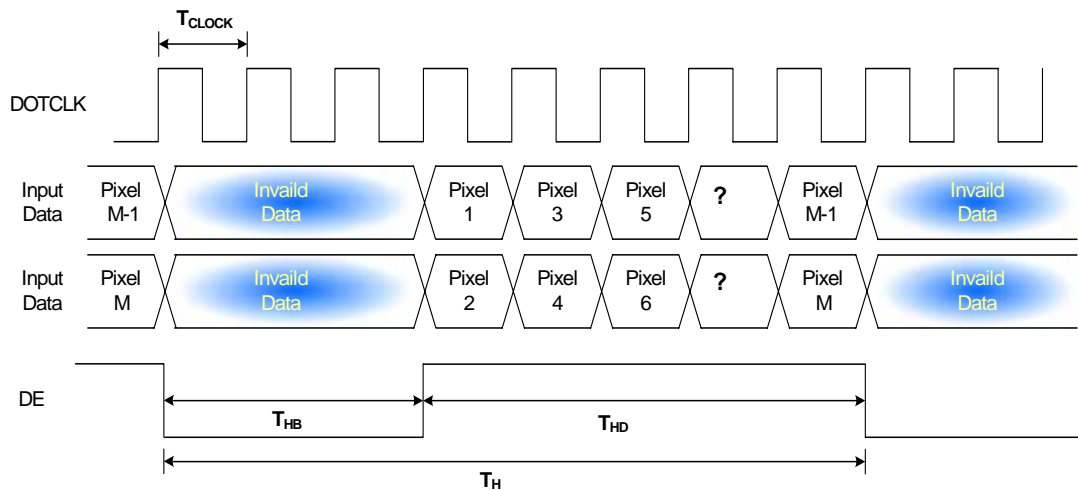 TCLOCK
DOTCLK
Input
Data
Pixel
M-1
Invaild
Data
Pixel
1
Pixel
3
Pixel
5
?
Pixel
M-1
Invaild
Data
Input
Data
Pixel
M
Invaild
Data
Pixel
2
Pixel
4
Pixel
6
?
Pixel
M
Invaild
Data
DE
THB
THD
TH